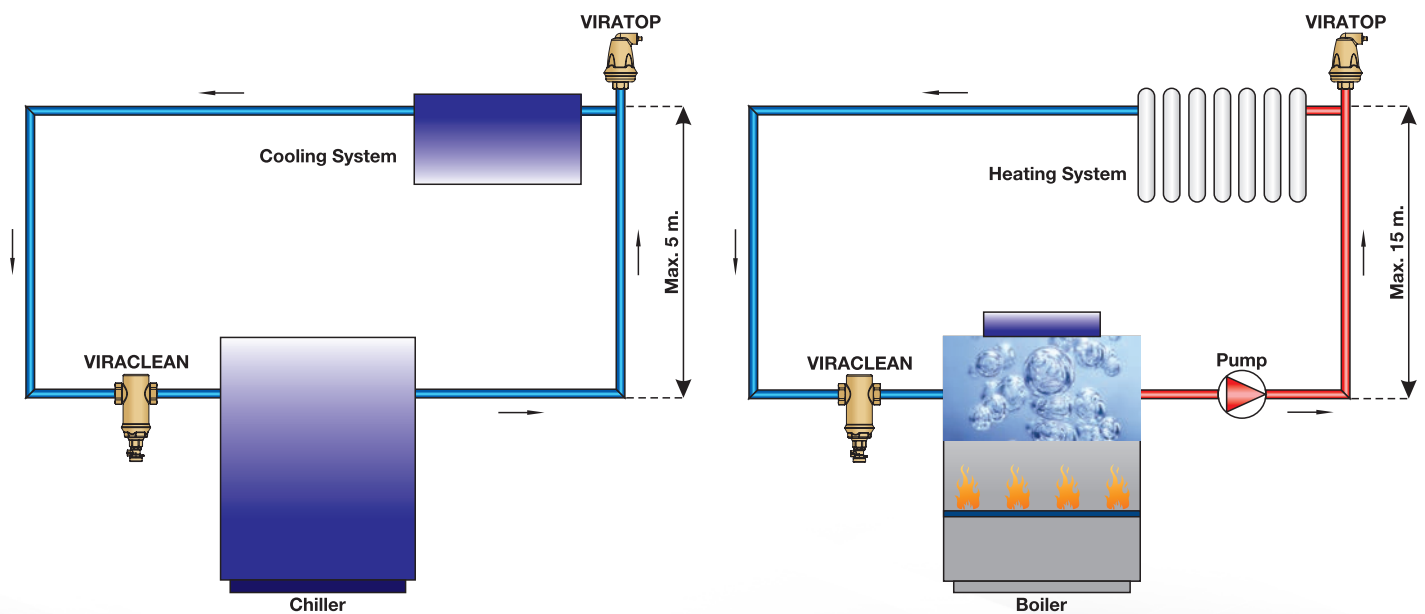 VIRATOP
Cooling System
Max. 5 m.
VIRACLEAN
Chiller
VIRATOP
Heating System
Max. 15 m.
VIRACLEAN
Pump
Boiler